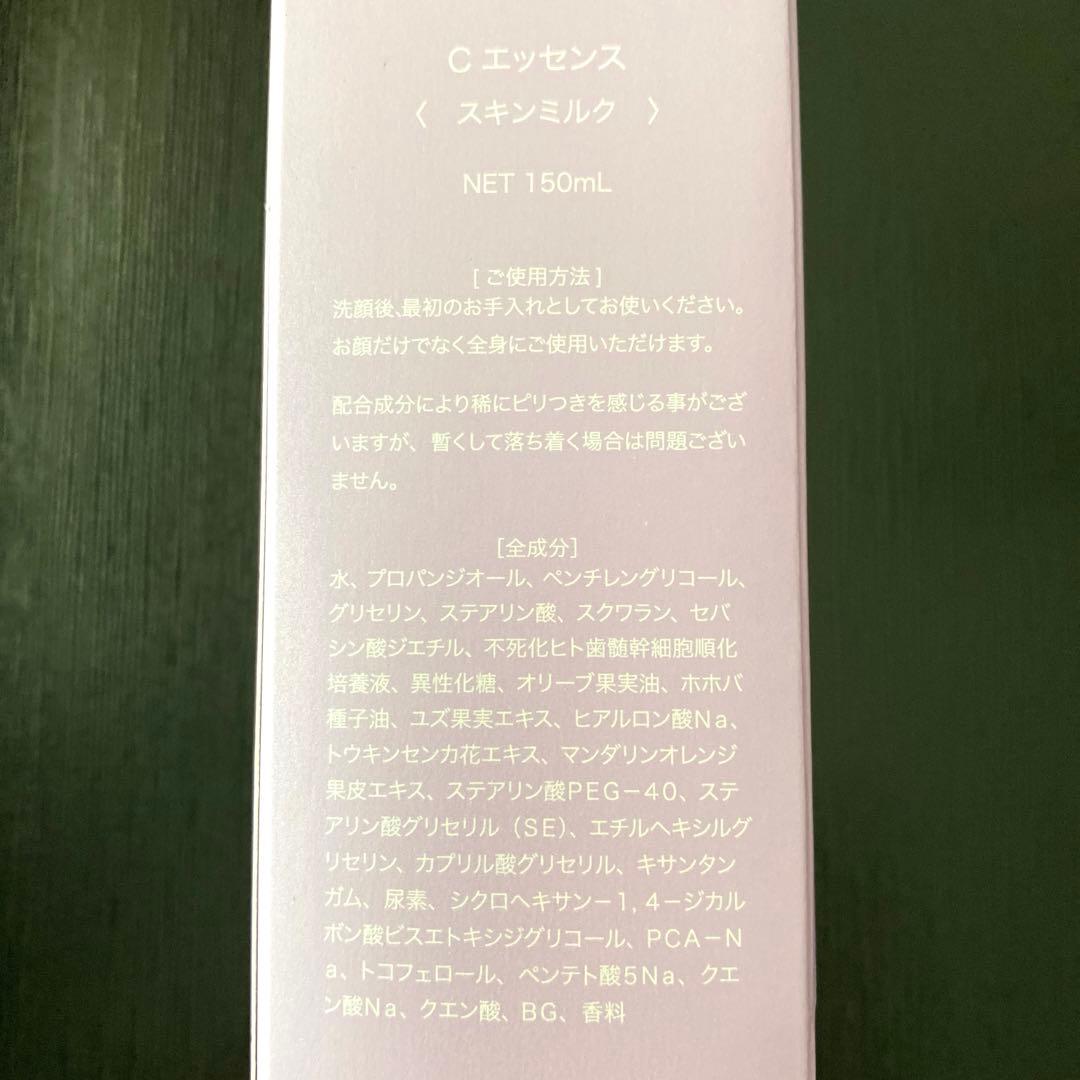 C エッセンス
〈 スキンミルク 〉
NET 150mL
[ ご使用方法 ]
洗顔後、最初のお手入れとしてお使いください。
お顔だけでなく全身にご使用いただけます。
配合成分により稀にピリつきを感じる事がござ
いますが、暫くして落ち着く場合は問題ござい
ません。
[全成分]
水、プロパンジオール、ペンチレングリコール、
グリセリン、ステアリン酸、スクワラン、セバ
シン酸ジエチル、不死化ヒト歯髄幹細胞順化
培養液、異性化糖、オリーブ果実油、ホホバ
種子油、ユズ果実エキス、ヒアルロン酸Na、
トウキンセンカ花エキス、マンダリンオレンジ
果皮エキス、ステアリン酸PEG－40、ステ
アリン酸グリセリル（SE）、エチルヘキシルグ
リセリン、カプリル酸グリセリル、キサンタン
ガム、尿素、シクロヘキサン－1, 4－ジカル
ボン酸ビスエトキシジグリコール、PCA－N
a、トコフェロール、ペンテト酸5Na、クエ
ン酸Na、クエン酸、BG、香料